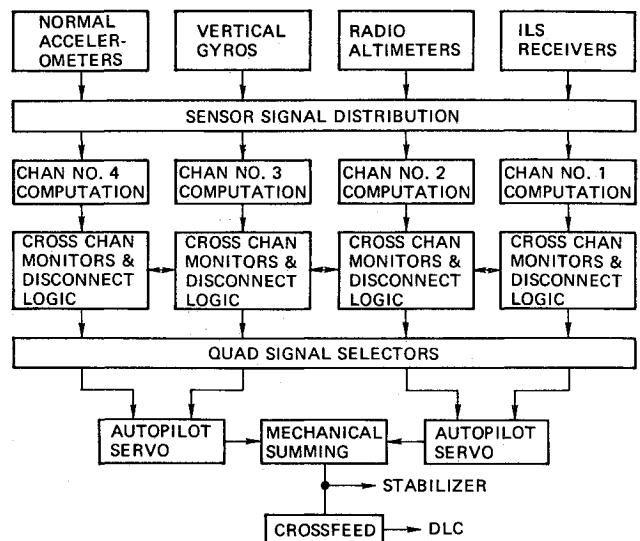 NORMAL
ACCELER-
OMETERS
VERTICAL
GYROS
RADIO
ALTIMETERS
ILS
RECEIVERS
SENSOR SIGNAL DISTRIBUTION
CHAN NO. 4
COMPUTATION
CHAN NO. 3
COMPUTATION
CHAN NO. 2
COMPUTATION
CHAN NO. 1
COMPUTATION
CROSS CHAN
MONITORS &
DISCONNECT
LOGIC
CROSS CHAN
MONITORS &
DISCONNECT
LOGIC
CROSS CHAN
MONITORS &
DISCONNECT
LOGIC
CROSS CHAN
MONITORS &
DISCONNECT
LOGIC
QUAD SIGNAL SELECTORS
AUTOPILOT
SERVO
MECHANICAL
SUMMING
AUTOPILOT
SERVO
STABILIZER
CROSSFEED
DLC